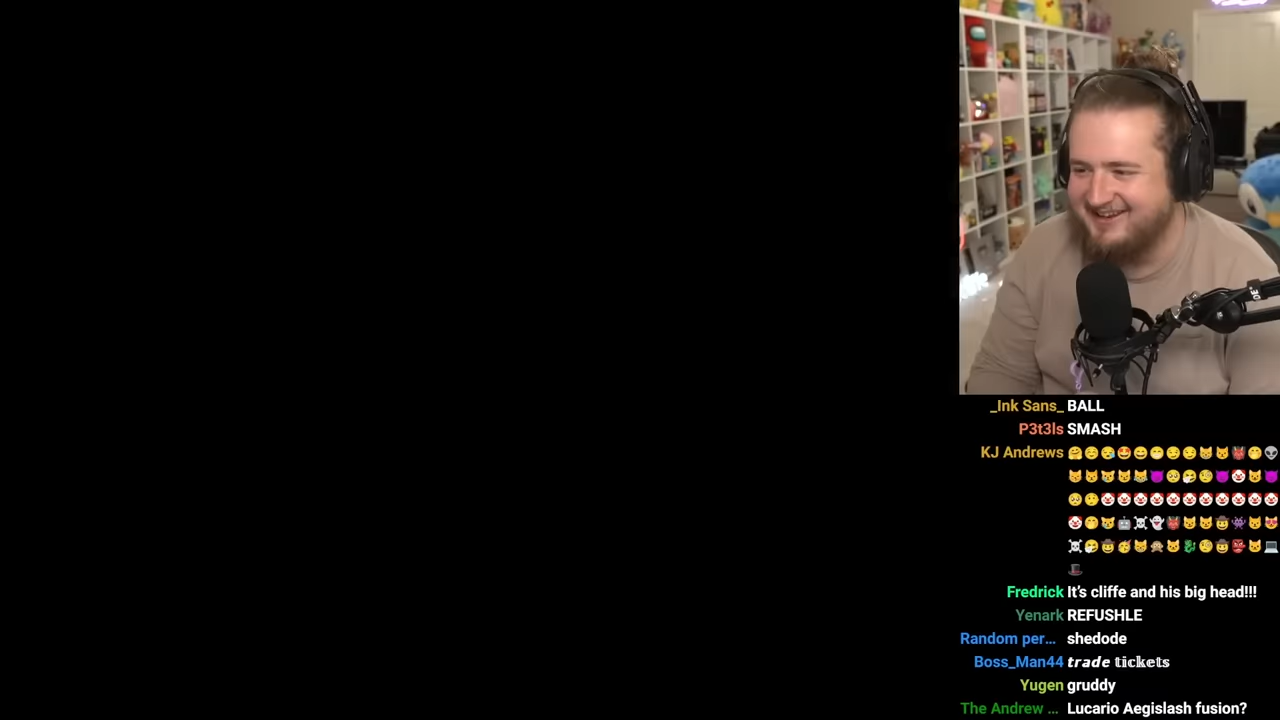 _Ink Sans_ BALL
P3t3ls SMASH
KJ Andrews 
Fredrick It's cliffe and his big head!!!
Yenark REFUSHLE
Random per... shedode
Boss_Man44 𝙩𝙧𝙖𝙙𝙚 𝕥𝕚𝕔𝕜𝕖𝕥𝕤
Yugen gruddy
The Andrew ... Lucario Aegislash fusion?